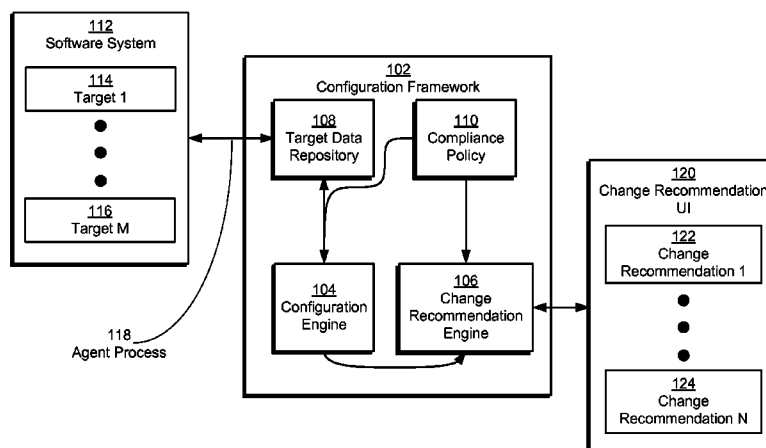 112
Software System
114
Target 1
116
Target M
118
Agent Process
102
Configuration Framework
108
Target Data
Repository
110
Compliance
Policy
104
Configuration
Engine
106
Change
Recommendation
Engine
120
Change Recommendation
UI
122
Change
Recommendation 1
124
Change
Recommendation N